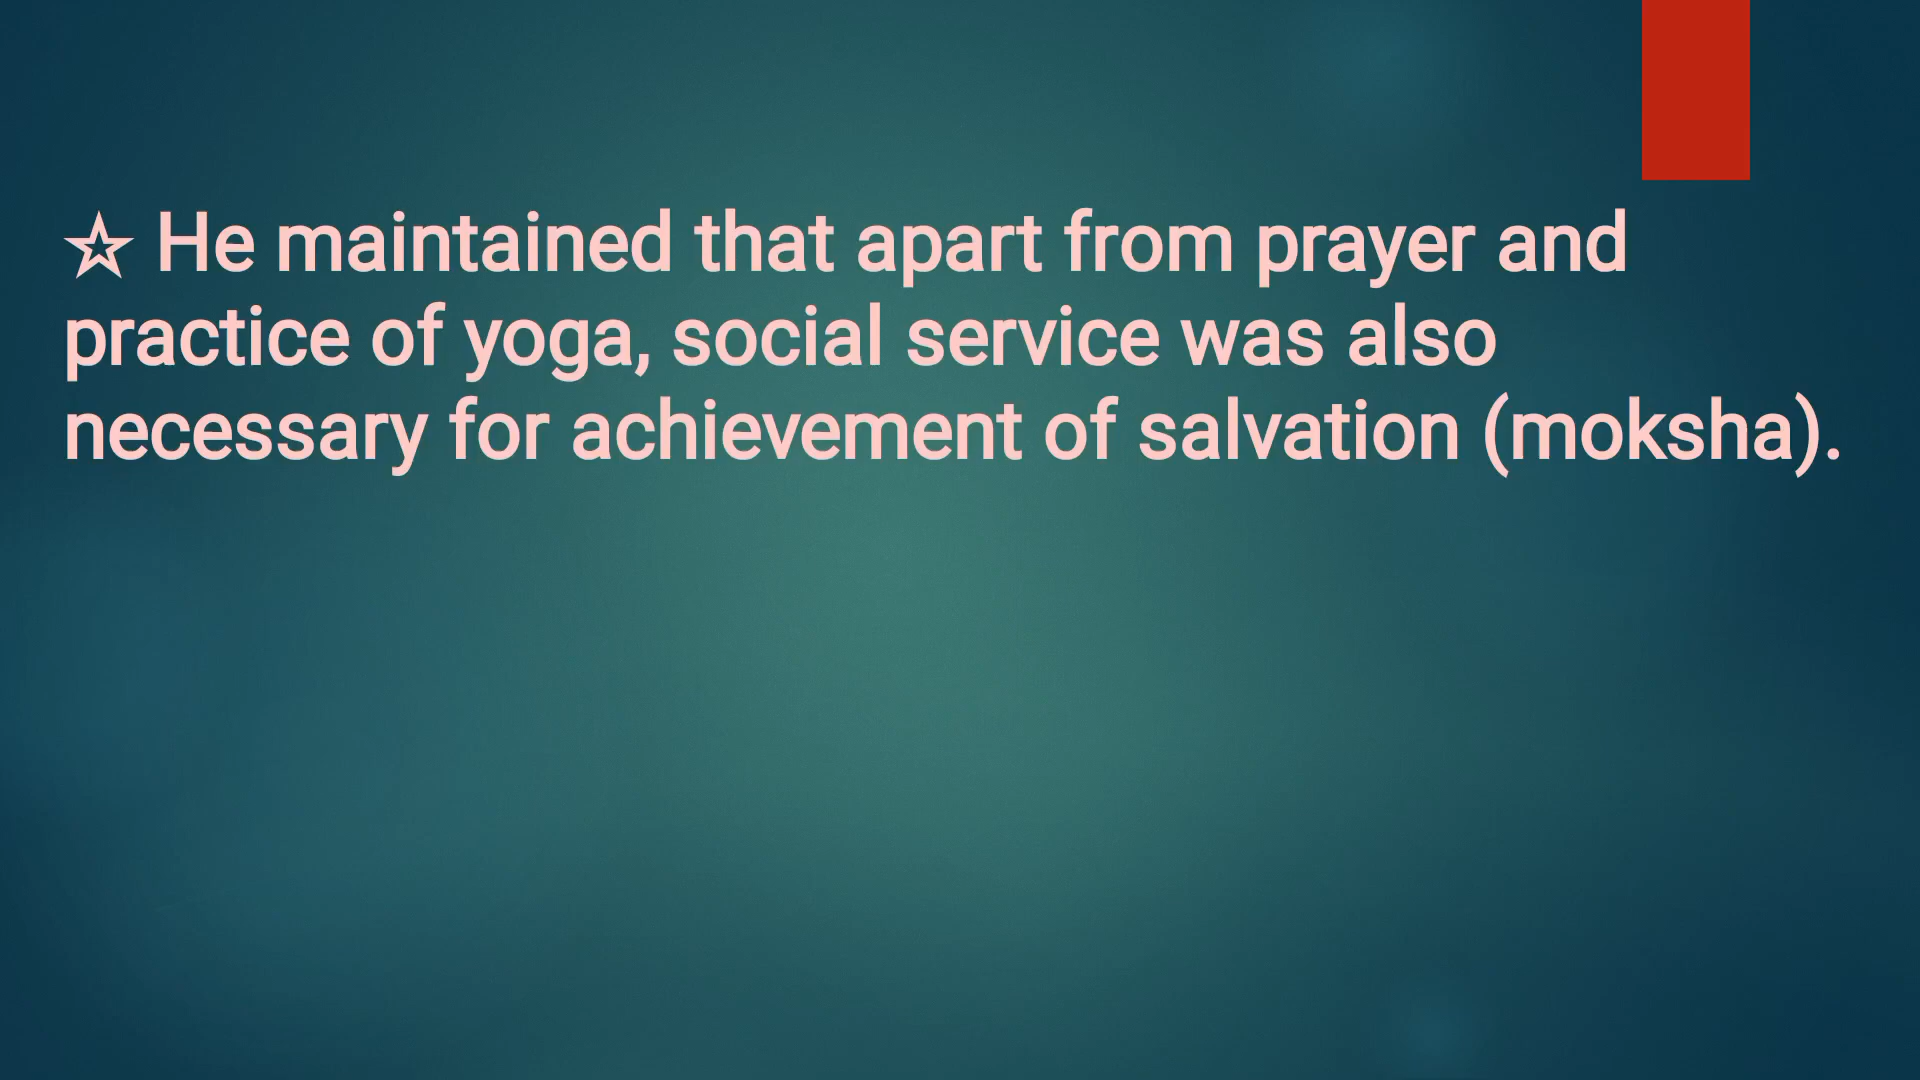 ☆ He maintained that apart from prayer and
practice of yoga, social service was also
necessary for achievement of salvation (moksha).